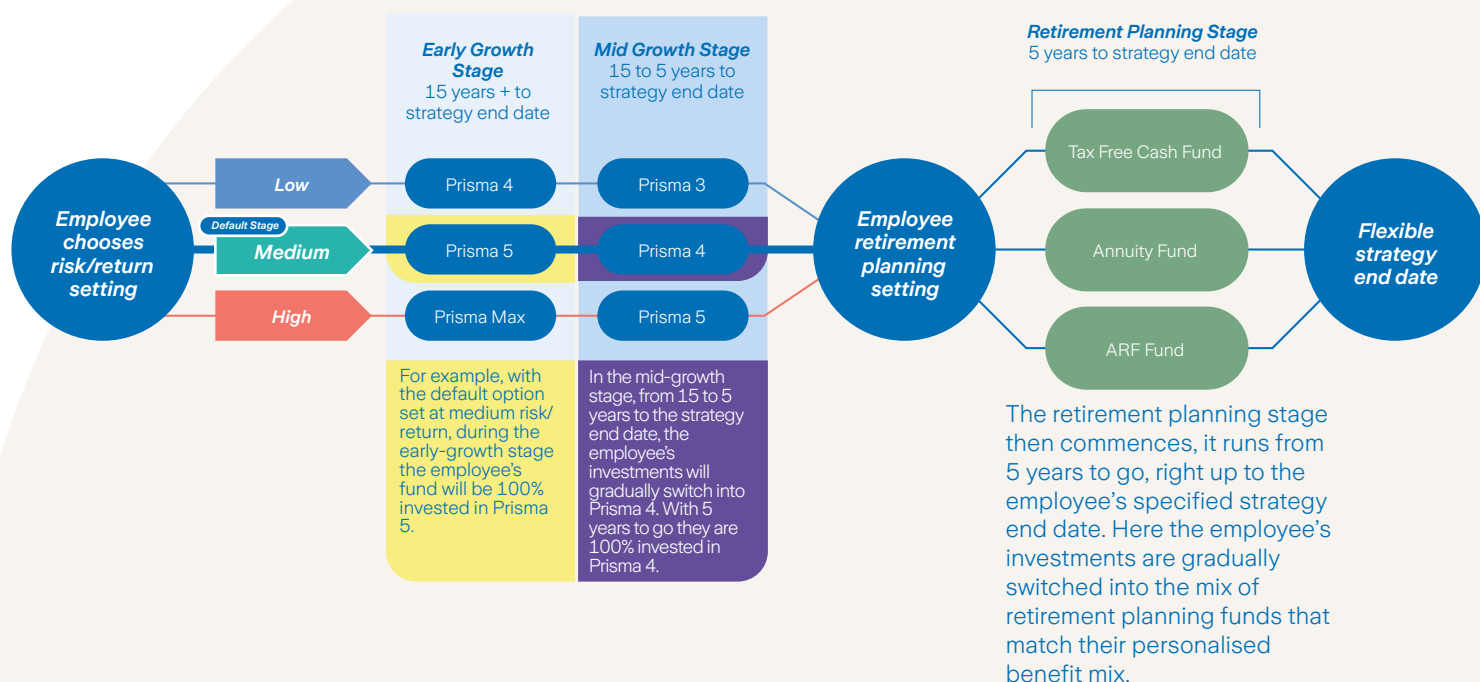 Early Growth
Stage
15 years + to
strategy end date
Mid Growth Stage
15 to 5 years to
strategy end date
Retirement Planning Stage
5 years to strategy end date
Employee
chooses
risk/return
setting
Low
Prisma 4
Prisma 3
Default Stage
Medium
Prisma 5
Prisma 4
High
Prisma Max
Prisma 5
Employee
retirement
planning
setting
Tax Free Cash Fund
Annuity Fund
ARF Fund
Flexible
strategy
end date
For example, with
the default option
set at medium risk/
return, during the
early-growth stage
the employee's
fund will be 100%
invested in Prisma
5.
In the mid-growth
stage, from 15 to 5
years to the strategy
end date, the
employee's
investments will
gradually switch into
Prisma 4. With 5
years to go they are
100% invested in
Prisma 4.
The retirement planning stage
then commences, it runs from
5 years to go, right up to the
employee's specified strategy
end date. Here the employee's
investments are gradually
switched into the mix of
retirement planning funds that
match their personalised
benefit mix.